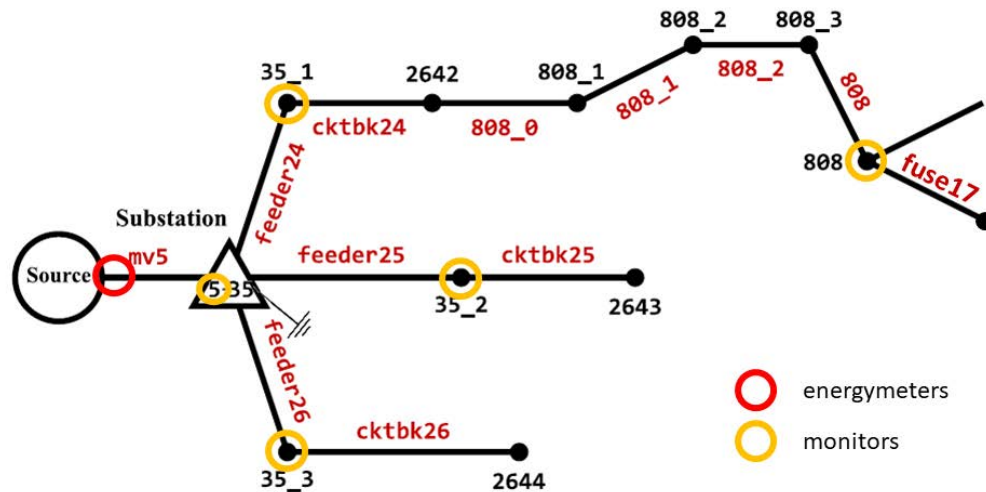 808_2
808_3
35_1
2642
808_1
808_1
808_2
808
cktbk24
808_0
808
fuse17
feeder24
Substation
Source
mv5
5-35
feeder25
cktbk25
35_2
2643
feeder26
cktbk26
35_3
2644
energymeters
monitors